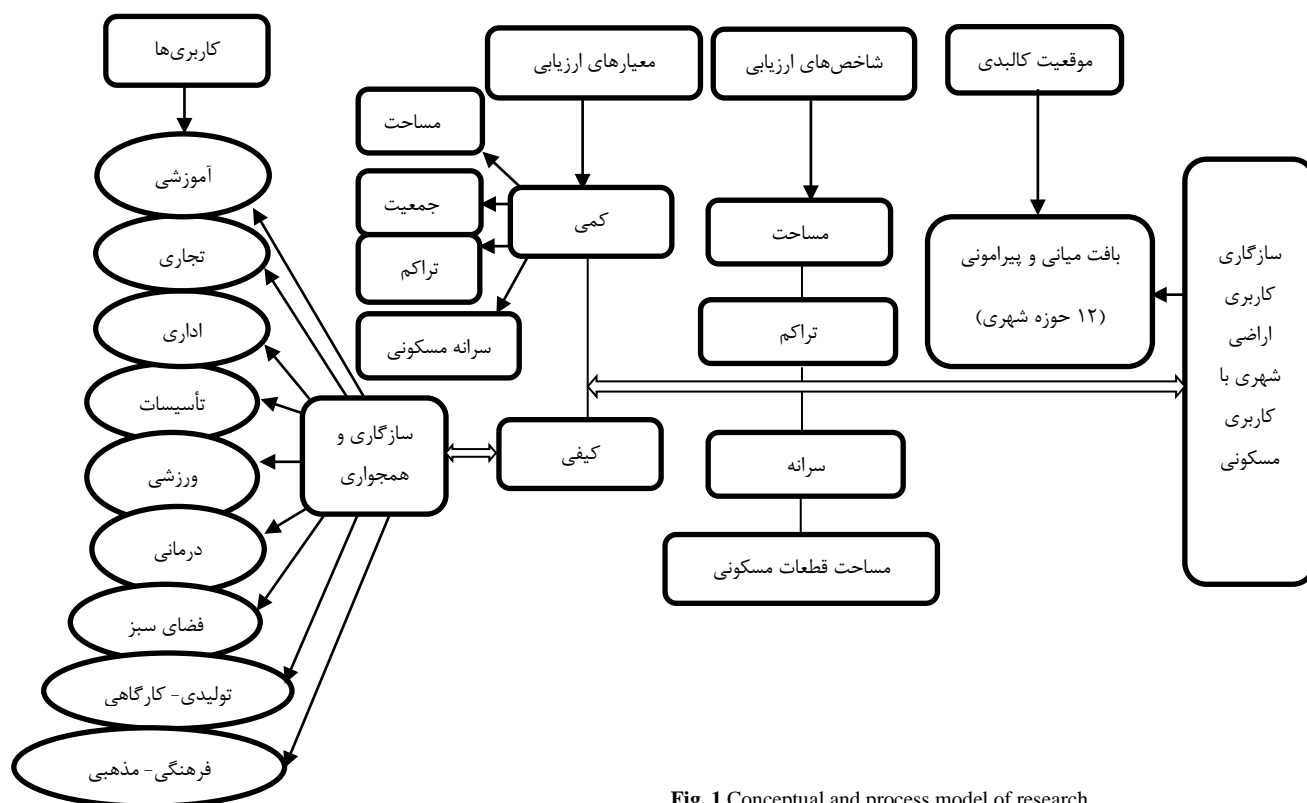 موقعیت کالبدی
شاخص‌های ارزیابی
معیارهای ارزیابی
کاربری‌ها
سازگاری
کاربری
اراضی
شهری با
کاربری
مسکونی
بافت میانی و پیرامونی
(۱۲ حوزه شهری)
مساحت
تراکم
سرانه
مساحت قطعات مسکونی
کمی
کیفی
مساحت
جمعیت
تراکم
سرانه مسکونی
سازگاری و
همجواری
آموزشی
تجاری
اداری
تأسیسات
ورزشی
درمانی
فضای سبز
تولیدی- کارگاهی
فرهنگی- مذهبی
Fig. 1 Conceptual and process model of research